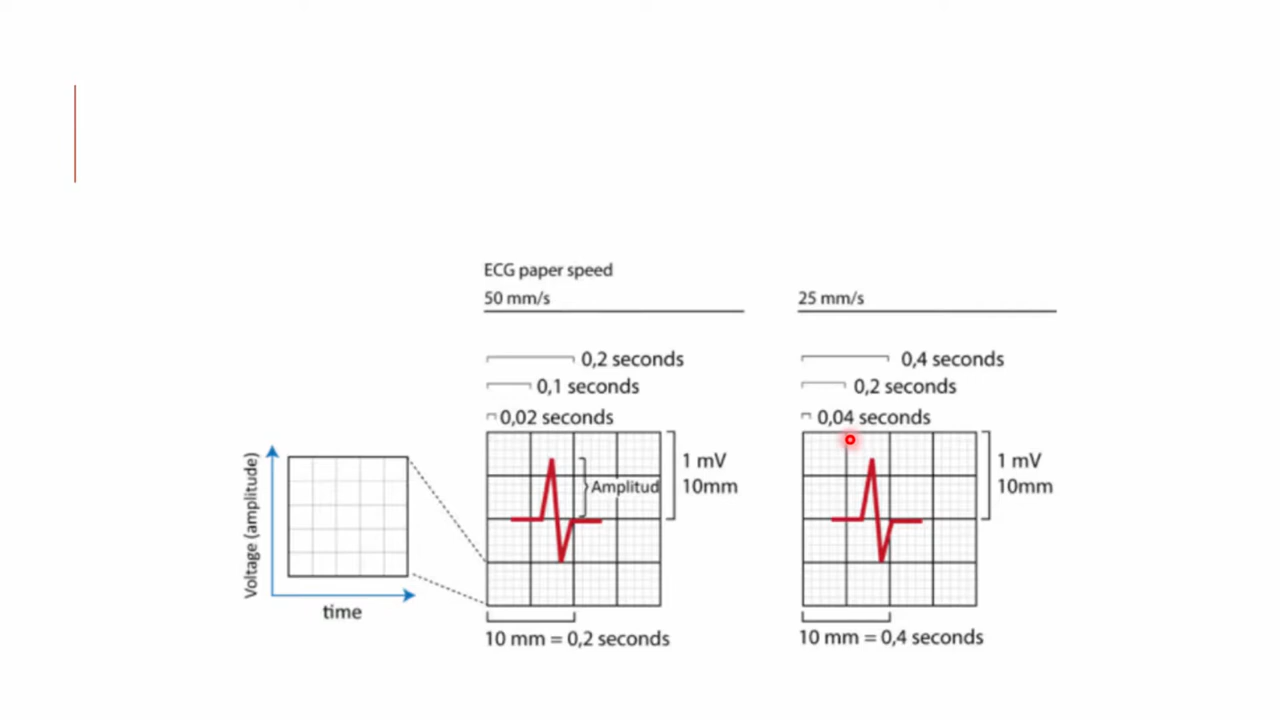 ECG paper speed
50 mm/s
25 mm/s
0,2 seconds
0,1 seconds
0,02 seconds
0,4 seconds
0,2 seconds
0,04 seconds
Voltage (amplitude)
time
Amplitud
1 mV
10mm
1 mV
10mm
10 mm = 0,2 seconds
10 mm = 0,4 seconds